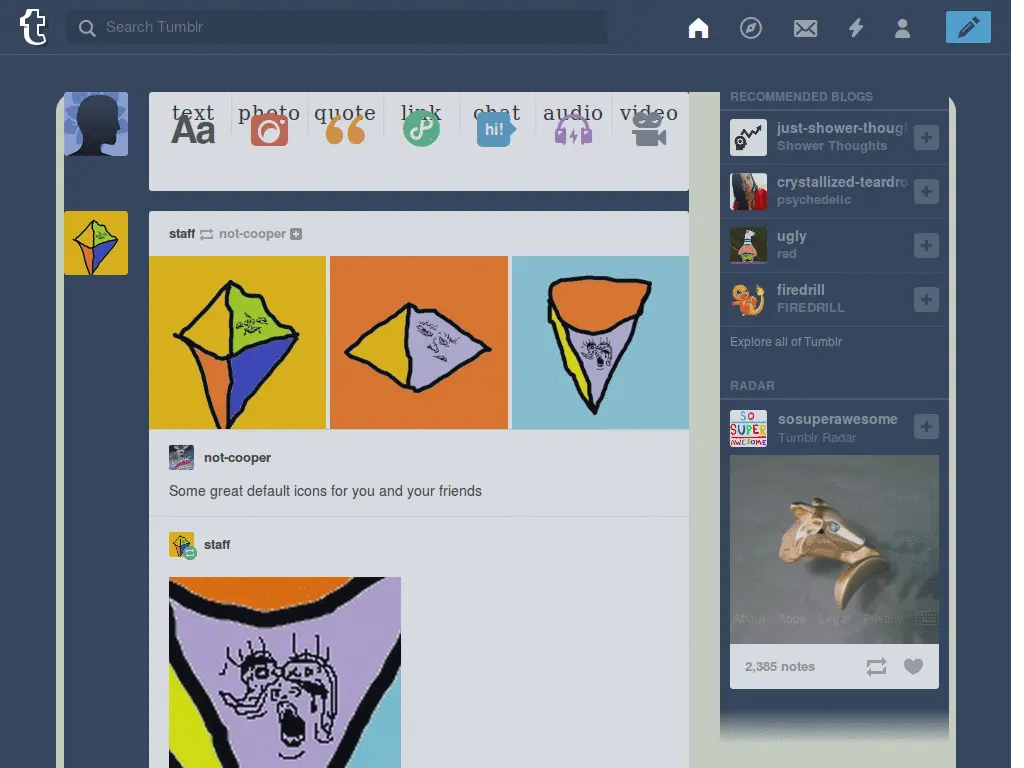 Search Tumblr
text photo quote link chat audio video
Aa
hi!
RECOMMENDED BLOGS
just-shower-though
Shower Thoughts
crystallized-teardro
psychedelic
ugly
rad
firedrill
FIREDRILL
Explore all of Tumblr
staff not-cooper
RADAR
sosuperawesome
Tumblr Radar
SO
SUPER
AWESOME
not-cooper
Some great default icons for you and your friends
staff
About Apps Legal Privacy
2,385 notes